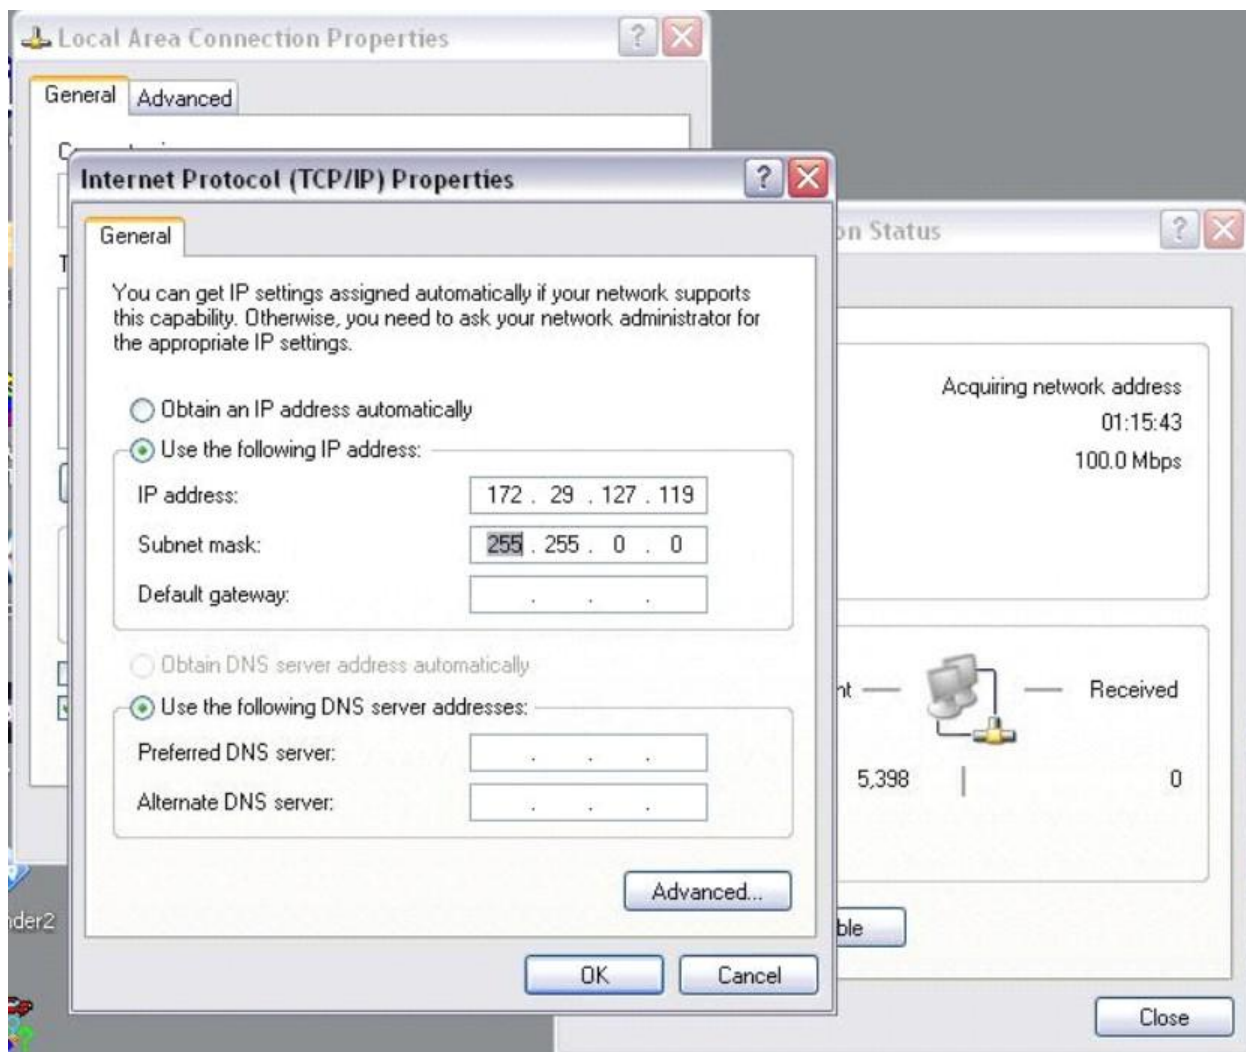 Local Area Connection Properties
General
Advanced
Internet Protocol (TCP/IP) Properties
General
You can get IP settings assigned automatically if your network supports
this capability. Otherwise, you need to ask your network administrator for
the appropriate IP settings.
Obtain an IP address automatically
Use the following IP address:
IP address: 172 . 29 . 127 . 119
Subnet mask: 255 . 255 . 0 . 0
Default gateway: . . .
Obtain DNS server address automatically
Use the following DNS server addresses:
Preferred DNS server: . . .
Alternate DNS server: . . .
Advanced...
OK
Cancel
on Status
Acquiring network address
01:15:43
100.0 Mbps
nt
Received
5,398
0
ble
Close
nder2